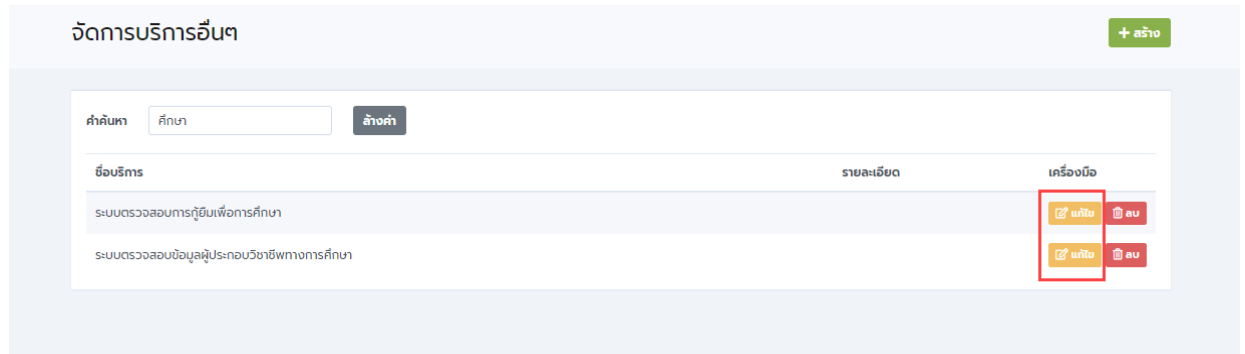 จัดการบริการอื่นๆ
+ สร้าง
คำค้นหา ศึกษา ล้างค่า
ชื่อบริการ รายละเอียด เครื่องมือ
ระบบตรวจสอบการกู้ยืมเพื่อการศึกษา แก้ไข ลบ
ระบบตรวจสอบข้อมูลผู้ประกอบวิชาชีพทางการศึกษา แก้ไข ลบ